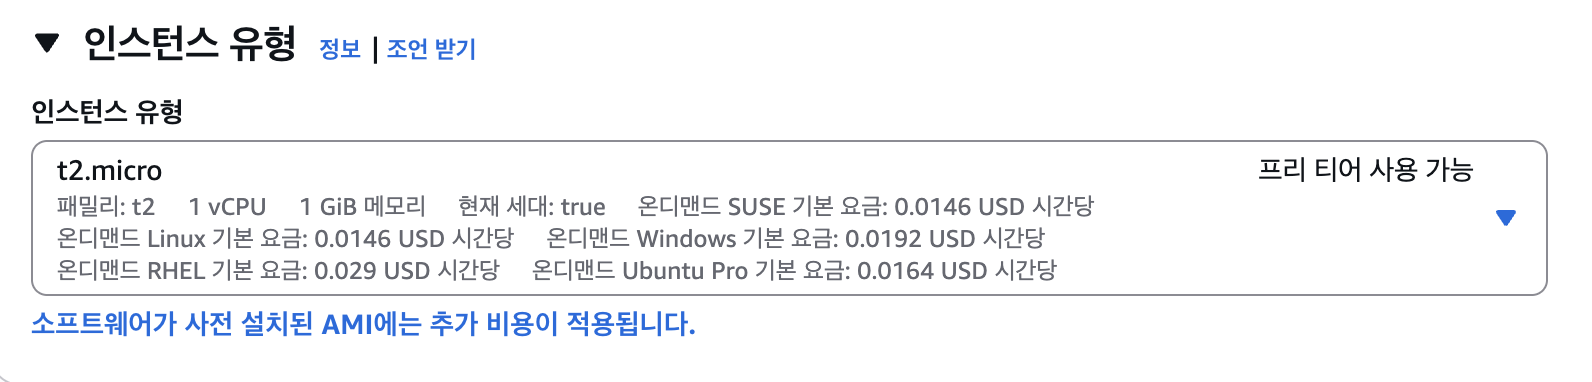 ▼ 인스턴스 유형 정보 | 조언 받기
인스턴스 유형
t2.micro 프리 티어 사용 가능
패밀리: t2 1 vCPU 1 GiB 메모리 현재 세대: true 온디맨드 SUSE 기본 요금: 0.0146 USD 시간당
온디맨드 Linux 기본 요금: 0.0146 USD 시간당 온디맨드 Windows 기본 요금: 0.0192 USD 시간당
온디맨드 RHEL 기본 요금: 0.029 USD 시간당 온디맨드 Ubuntu Pro 기본 요금: 0.0164 USD 시간당
소프트웨어가 사전 설치된 AMI에는 추가 비용이 적용됩니다.